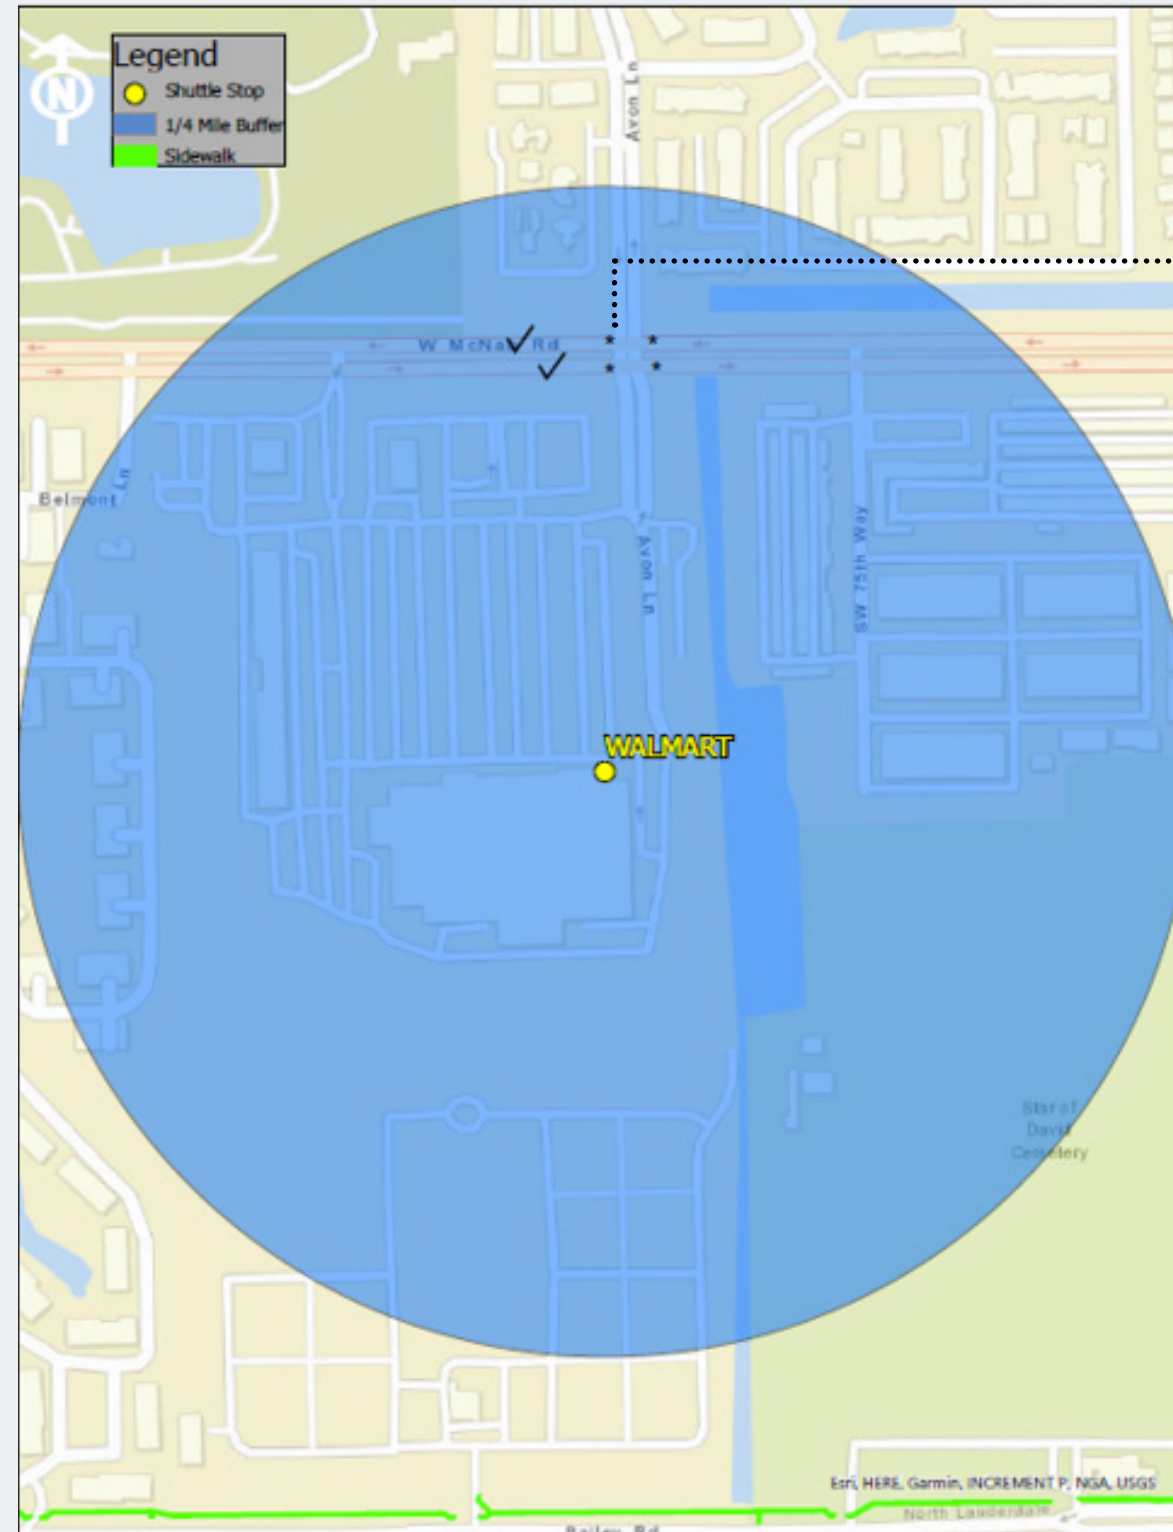 Legend
N
Shuttle Stop
1/4 Mile Buffer
Sidewalk
Avon Ln
W McNab Rd
* *
* *
Belmont Ln
Avon Ln
SW 75th Way
WALMART
Star of
David
Cemetery
Esri, HERE, Garmin, INCREMENT P, NGA, USGS
North Lauderdale
Bailey Rd